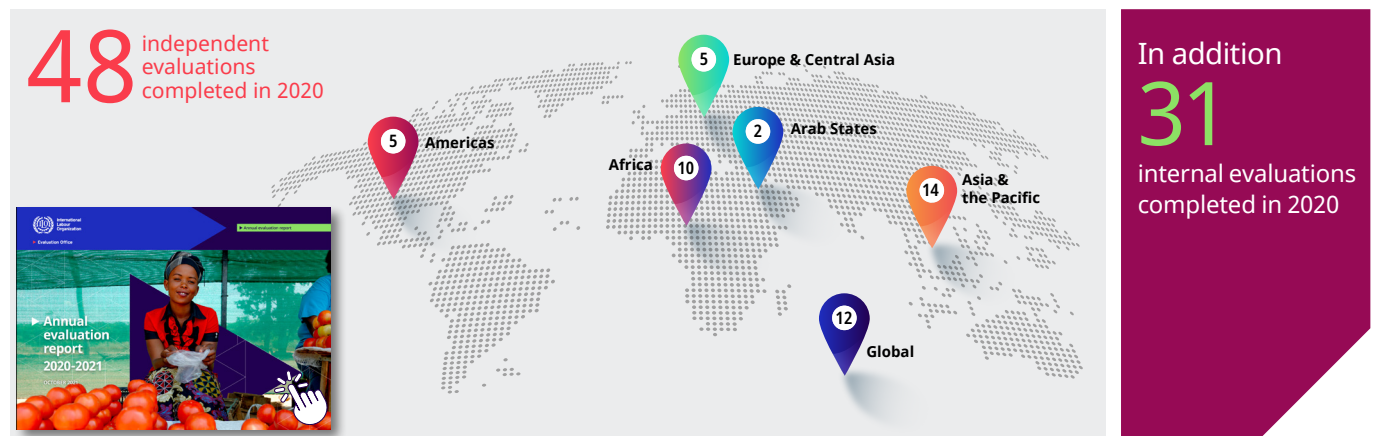 48
independent
evaluations
completed in 2020
5
Europe & Central Asia
2
Arab States
5
Americas
Africa
10
14
Asia &
the Pacific
12
Global
International
Labour
Organization
Evaluation Office
Annual evaluation report
Annual
evaluation
report
2020-2021
OCTOBER 2021
In addition
31
internal evaluations
completed in 2020